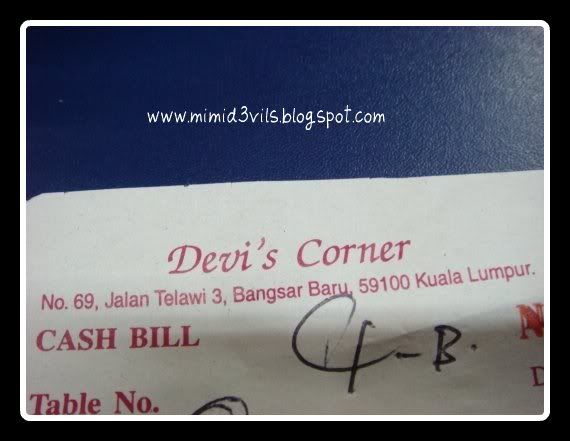 www.mimid3vils.blogspot.com
Devi's Corner
No. 69, Jalan Telawi 3, Bangsar Baru, 59100 Kuala Lumpur.
CASH BILL
Table No.